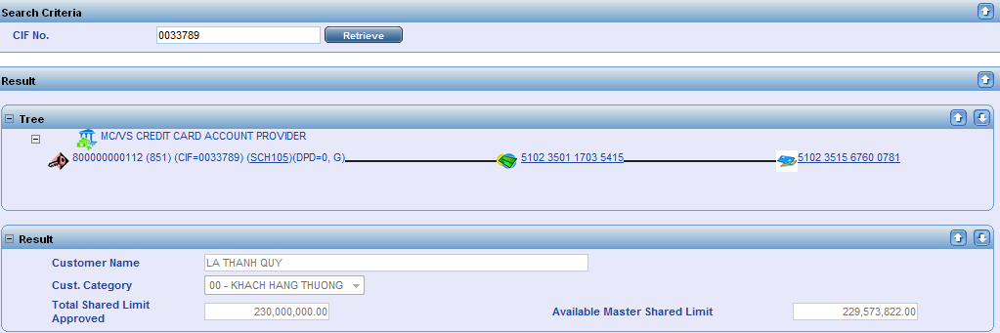 Search Criteria
CIF No. 0033789 Retrieve
Result
Tree
MC/VS CREDIT CARD ACCOUNT PROVIDER
800000000112 (851) (CIF=0033789) (SCH105)(DPD=0, G) 5102 3501 1703 5415 5102 3515 6760 0781
Result
Customer Name LA THANH QUY
Cust. Category 00 - KHACH HANG THUONG
Total Shared Limit
Approved 230,000,000.00 Available Master Shared Limit 229,573,822.00